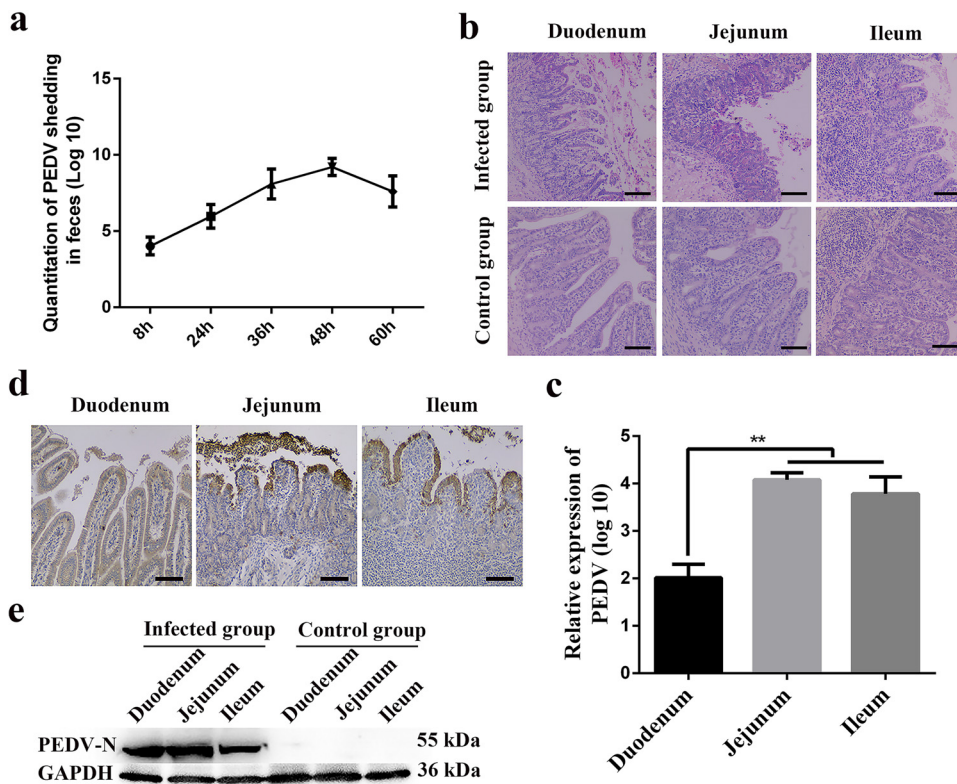 a
Quantitation of PEDV shedding
in feces (Log 10)
15
10
5
0
8h
24h
36h
48h
60h
b
Duodenum
Jejunum
Ileum
Infected group
Control group
d
Duodenum
Jejunum
Ileum
c
Relative expression of
PEDV (log 10)
5
4
3
2
1
0
**
Duodenum
Jejunum
Ileum
e
Infected group
Control group
Duodenum
Jejunum
Ileum
Duodenum
Jejunum
Ileum
PEDV-N
55 kDa
GAPDH
36 kDa